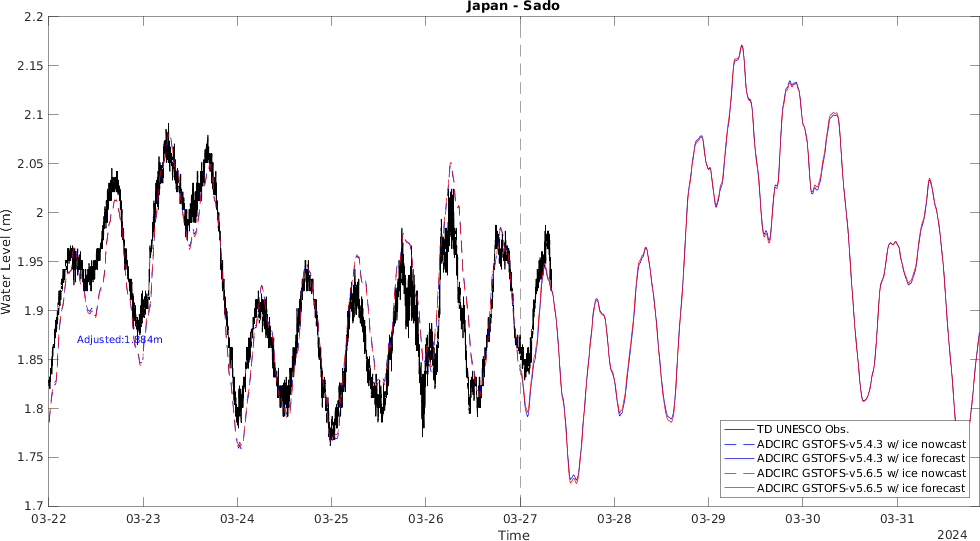 Japan - Sado
2.2
2.15
2.1
2.05
2
1.95
1.9
1.85
1.8
1.75
1.7
Water Level (m)
Adjusted:1.884m
TD UNESCO Obs.
ADCIRC GSTOFS-v5.4.3 w/ ice nowcast
ADCIRC GSTOFS-v5.4.3 w/ ice forecast
ADCIRC GSTOFS-v5.6.5 w/ ice nowcast
ADCIRC GSTOFS-v5.6.5 w/ ice forecast
03-22 03-23 03-24 03-25 03-26 03-27 03-28 03-29 03-30 03-31
Time
2024